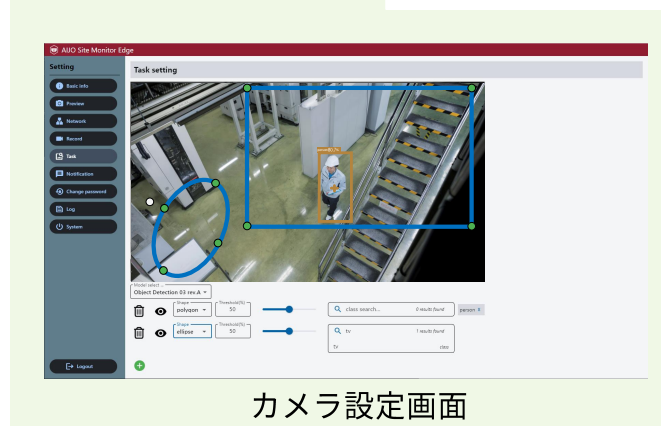 AIJO Site Monitor Edge
Setting
Task setting
Basic Info
Preview
Network
Record
Task
Notification
Change password
Log
System
Logout
Model select ...
Object Detection 03 rev.A
Shape
polygon
Threshold(%)
50
class search...
0 results found
person X
Shape
ellipse
Threshold(%)
50
tv
1 results found
tv
class
カメラ設定画面